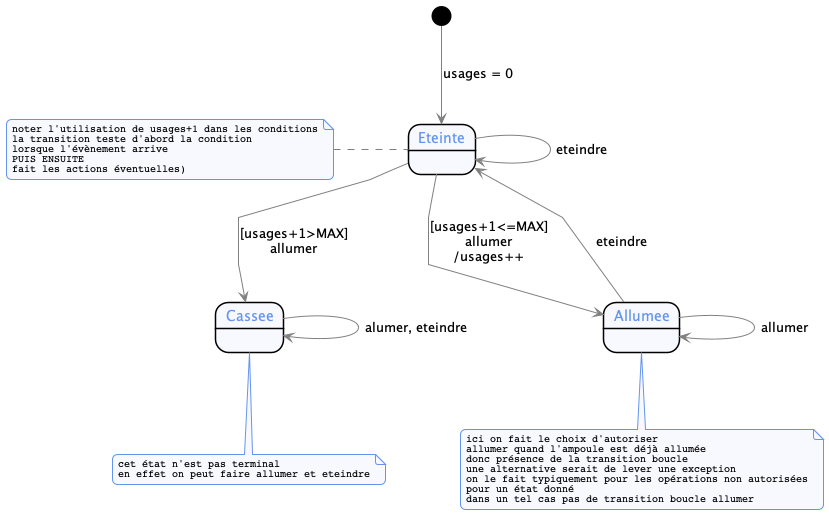 usages = 0
noter l'utilisation de usages+1 dans les conditions
la transition teste d'abord la condition
lorsque l'évènement arrive
PUIS ENSUITE
fait les actions éventuelles)
Eteinte
eteindre
[usages+1>MAX]
allumer
[usages+1<=MAX]
allumer
/usages++
eteindre
Cassee
alumer, eteindre
Allumee
allumer
cet état n'est pas terminal
en effet on peut faire allumer et eteindre
ici on fait le choix d'autoriser
allumer quand l'ampoule est déjà allumée
donc présence de la transition boucle
une alternative serait de lever une exception
on le fait typiquement pour les opérations non autorisées
pour un état donné
dans un tel cas pas de transition boucle allumer